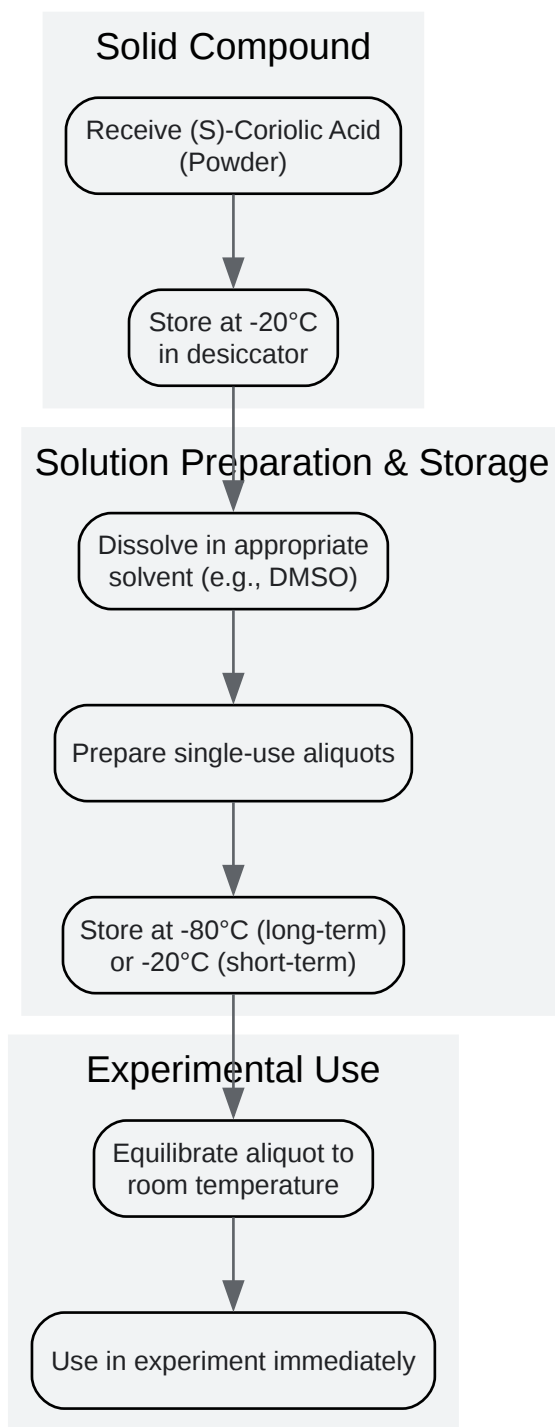 Solid Compound
Receive (S)-Coriolic Acid
(Powder)
Store at -20°C
in desiccator
Solution Preparation & Storage
Dissolve in appropriate
solvent (e.g., DMSO)
Prepare single-use aliquots
Store at -80°C (long-term)
or -20°C (short-term)
Experimental Use
Equilibrate aliquot to
room temperature
Use in experiment immediately